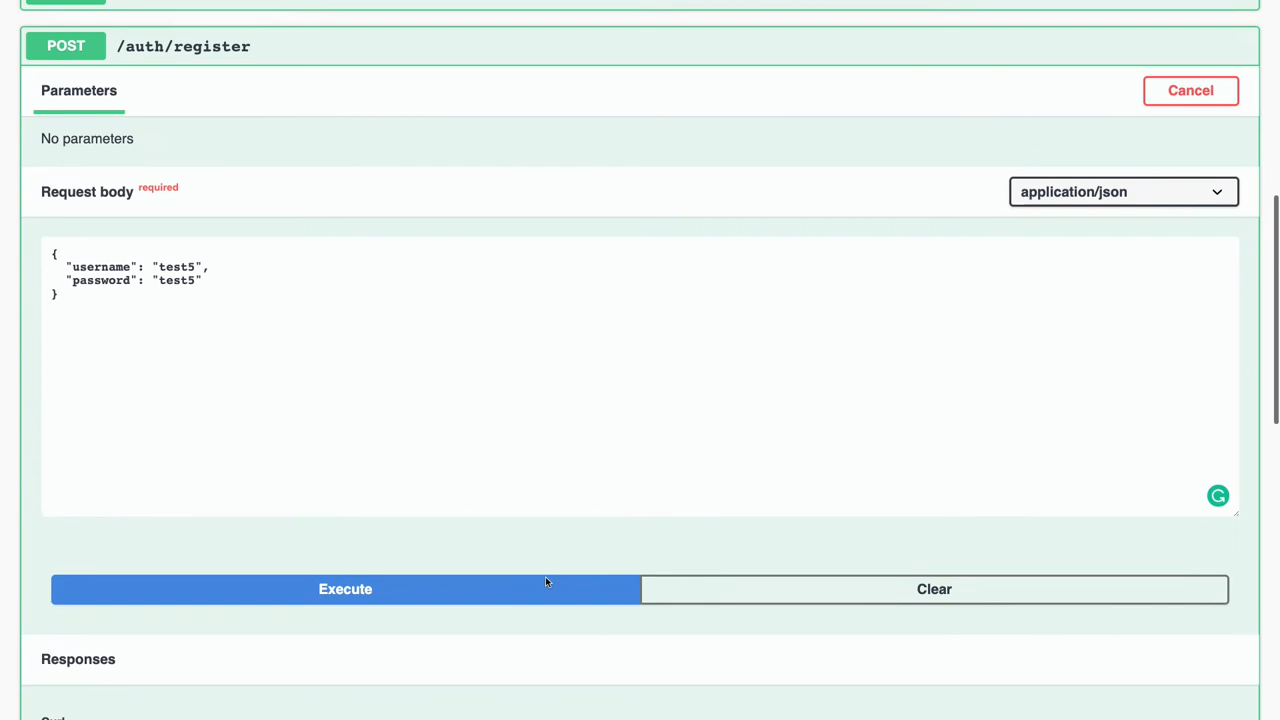 POST /auth/register
Parameters
Cancel
No parameters
Request body required
application/json
{
  "username": "test5",
  "password": "test5"
}
Execute
Clear
Responses